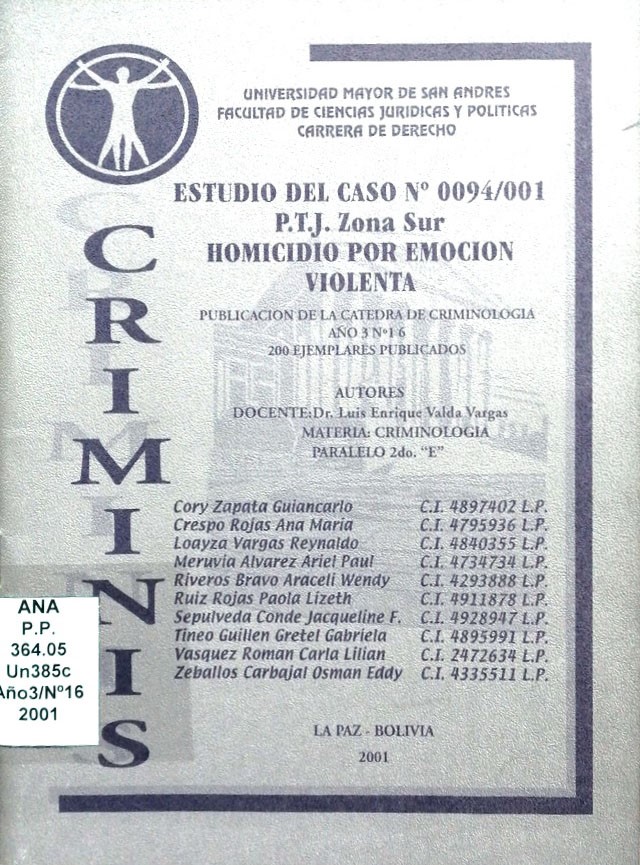 UNIVERSIDAD MAYOR DE SAN ANDRES
FACULTAD DE CIENCIAS JURIDICAS Y POLITICAS
CARRERA DE DERECHO
ESTUDIO DEL CASO Nº 0094/001
P.T.J. Zona Sur
HOMICIDIO POR EMOCION
VIOLENTA
PUBLICACION DE LA CATEDRA DE CRIMINOLOGIA
AÑO 3 Nº1 6
200 EJEMPLARES PUBLICADOS
AUTORES
DOCENTE:Dr. Luis Enrique Valda Vargas
MATERIA: CRIMINOLOGIA
PARALELO 2do. “E”
Cory Zapata Guiancarlo C.I. 4897402 L.P.
Crespo Rojas Ana Maria C.I. 4795936 L.P.
Loayza Vargas Reynaldo C.I. 4840355 L.P.
Meruvia Alvarez Ariel Paul C.I. 4734734 L.P.
Riveros Bravo Araceli Wendy C.I. 4293888 L.P.
Ruiz Rojas Paola Lizeth C.I. 4911878 L.P.
Sepulveda Conde Jacqueline F. C.I. 4928947 L.P.
Tineo Guillen Gretel Gabriela C.I. 4895991 L.P.
Vasquez Roman Carla Lilian C.I. 2472634 L.P.
Zeballos Carbajal Osman Eddy C.I. 4335511 L.P.
LA PAZ - BOLIVIA
2001
CRIMINIS
ANA
P.P.
364.05
Un385c
Año3/Nº16
2001